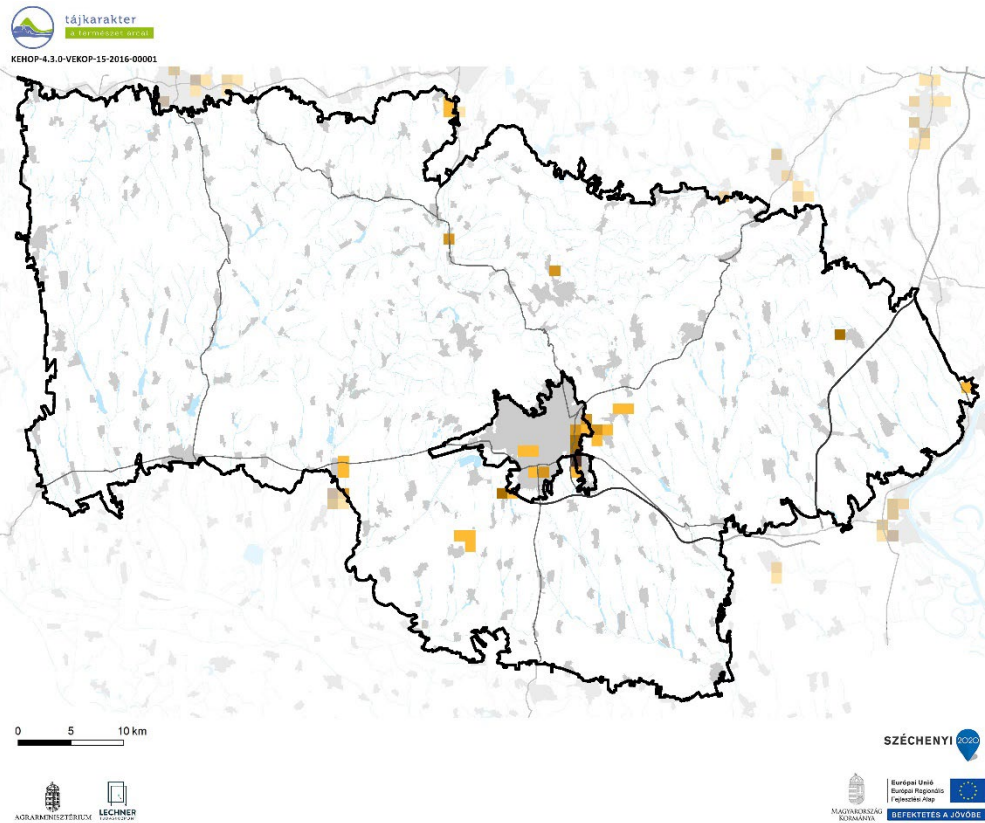 tájkarakter
a természet arcai
KEHOP-4.3.0-VEKOP-15-2016-00001
0 5 10 km
SZÉCHENYI 2020
AGRÁRMINISZTÉRIUM
LECHNER
TUDÁSKÖZPONT
MAGYARORSZÁG
KORMÁNYA
Európai Unió
Európai Regionális
Fejlesztési Alap
BEFEKTETÉS A JÖVŐBE